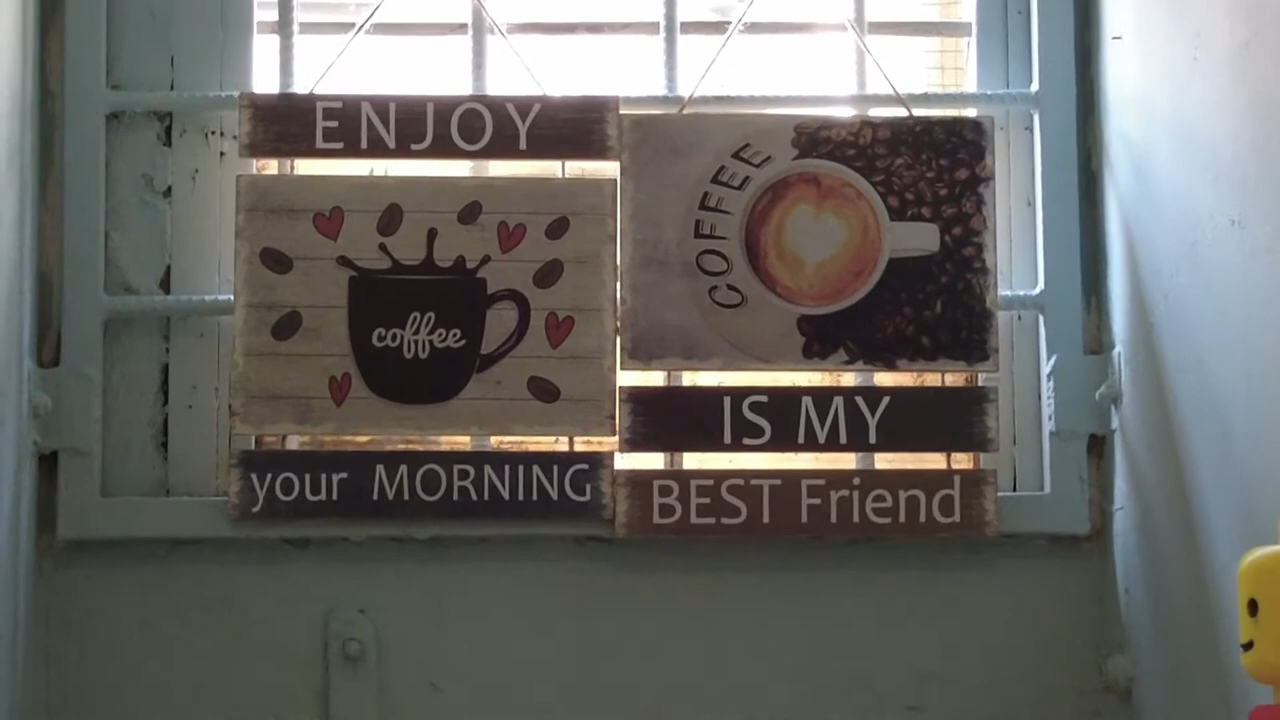 ENJOY
coffee
your MORNING
COFFEE
IS MY
BEST Friend